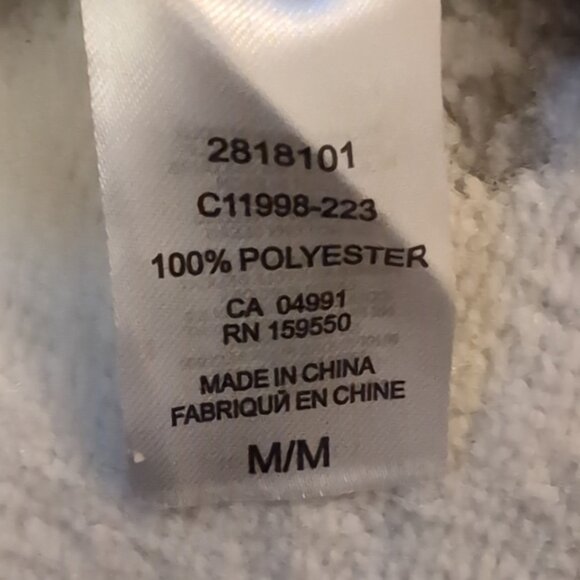 2818101
C11998-223
100% POLYESTER
CA 04991
RN 159550
MADE IN CHINA
FABRIQUÉ EN CHINE
M/M